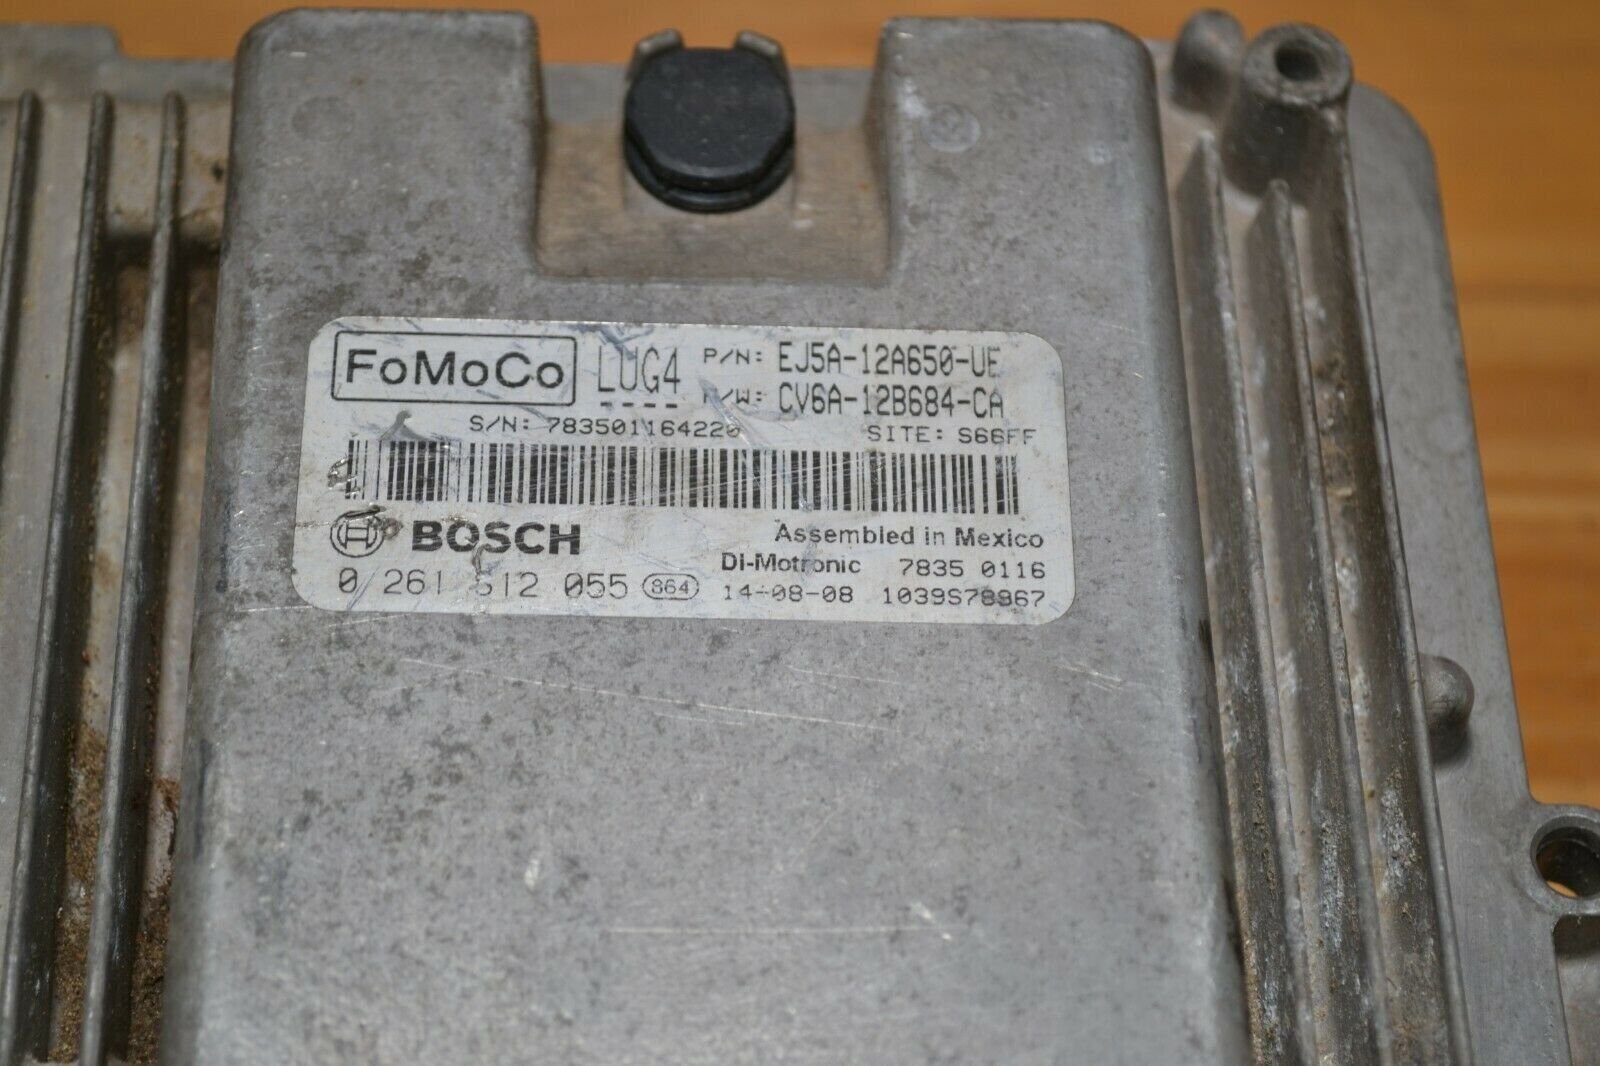 FoMoCo LUG4 P/N: EJ5A-12A650-UE
CV6A-12B684-CA
S/N: 783501164220 SITE: S66FF
BOSCH Assembled in Mexico
DI-Motronic 7835 0116
0 261 S12 055 864 14-08-08 1039S78967